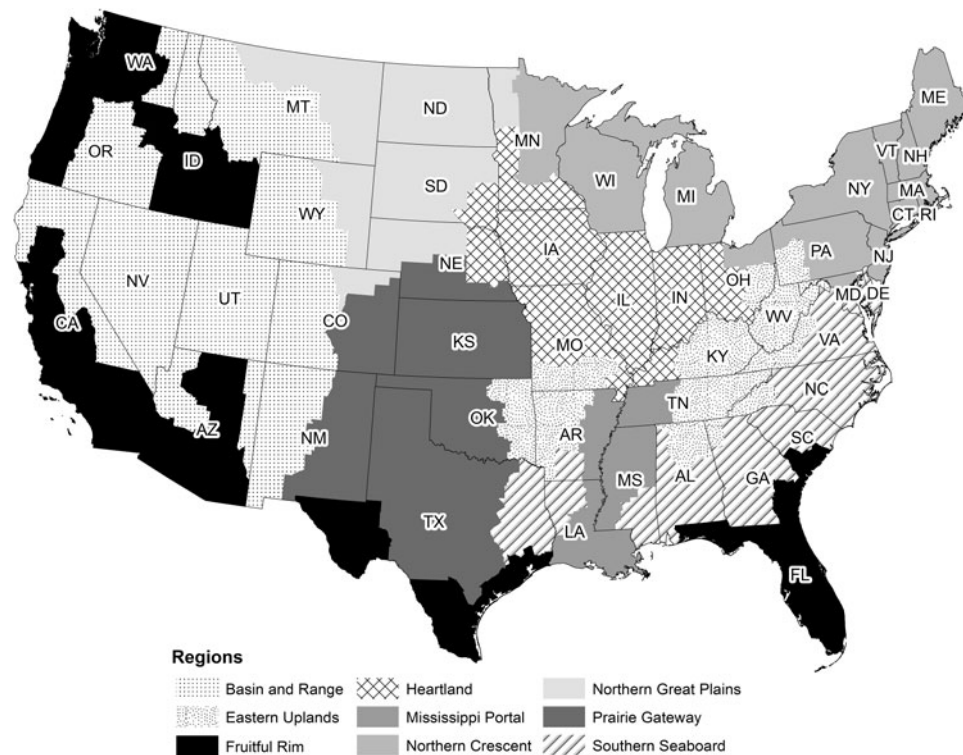 WA
MT
ND
MN
ME
VT
NH
OR
ID
SD
WI
MI
NY
MA
CT
RI
WY
IA
PA
NJ
NE
OH
NV
UT
CO
IL
IN
MD
DE
WV
VA
CA
KS
MO
KY
NC
TN
AZ
NM
OK
AR
SC
MS
AL
GA
TX
LA
FL
Regions
Basin and Range
Heartland
Northern Great Plains
Eastern Uplands
Mississippi Portal
Prairie Gateway
Fruitful Rim
Northern Crescent
Southern Seaboard